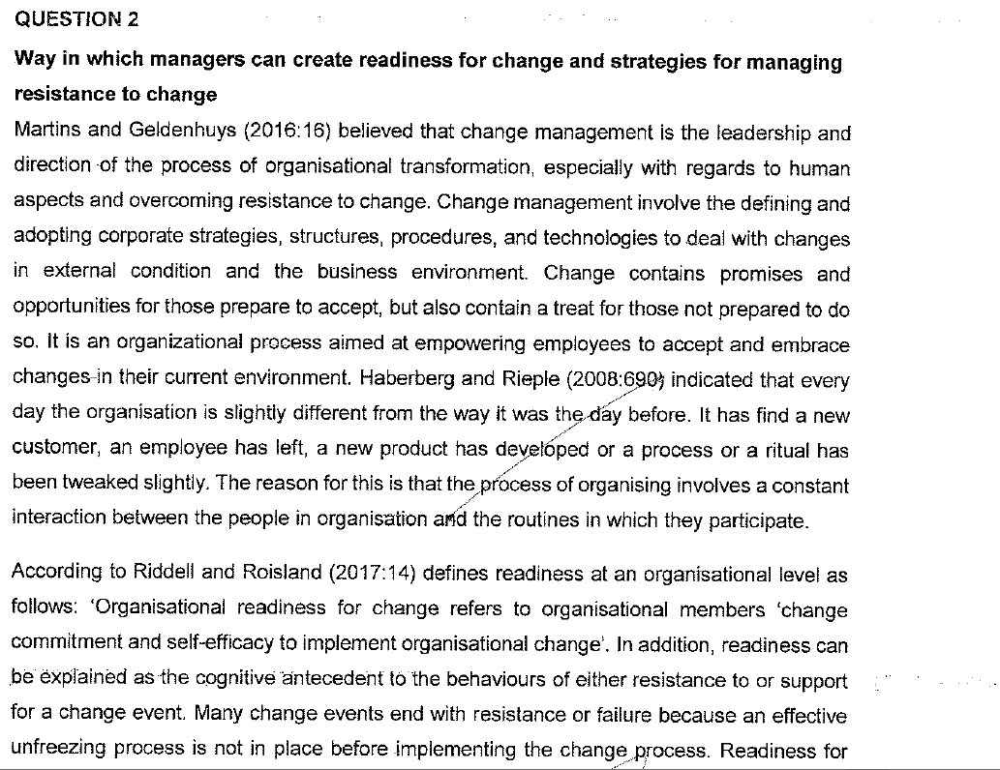 QUESTION 2
Way in which managers can create readiness for change and strategies for managing
resistance to change
Martins and Geldenhuys (2016:16) believed that change management is the leadership and
direction of the process of organisational transformation, especially with regards to human
aspects and overcoming resistance to change. Change management involve the defining and
adopting corporate strategies, structures, procedures, and technologies to deal with changes
in external condition and the business environment. Change contains promises and
opportunities for those prepare to accept, but also contain a treat for those not prepared to do
so. It is an organizational process aimed at empowering employees to accept and embrace
changes in their current environment. Haberberg and Rieple (2008:690) indicated that every
day the organisation is slightly different from the way it was the day before. It has find a new
customer, an employee has left, a new product has developed or a process or a ritual has
been tweaked slightly. The reason for this is that the process of organising involves a constant
interaction between the people in organisation and the routines in which they participate.
According to Riddell and Roisland (2017:14) defines readiness at an organisational level as
follows: ‘Organisational readiness for change refers to organisational members ‘change
commitment and self-efficacy to implement organisational change’. In addition, readiness can
be explained as the cognitive antecedent to the behaviours of either resistance to or support
for a change event. Many change events end with resistance or failure because an effective
unfreezing process is not in place before implementing the change process. Readiness for